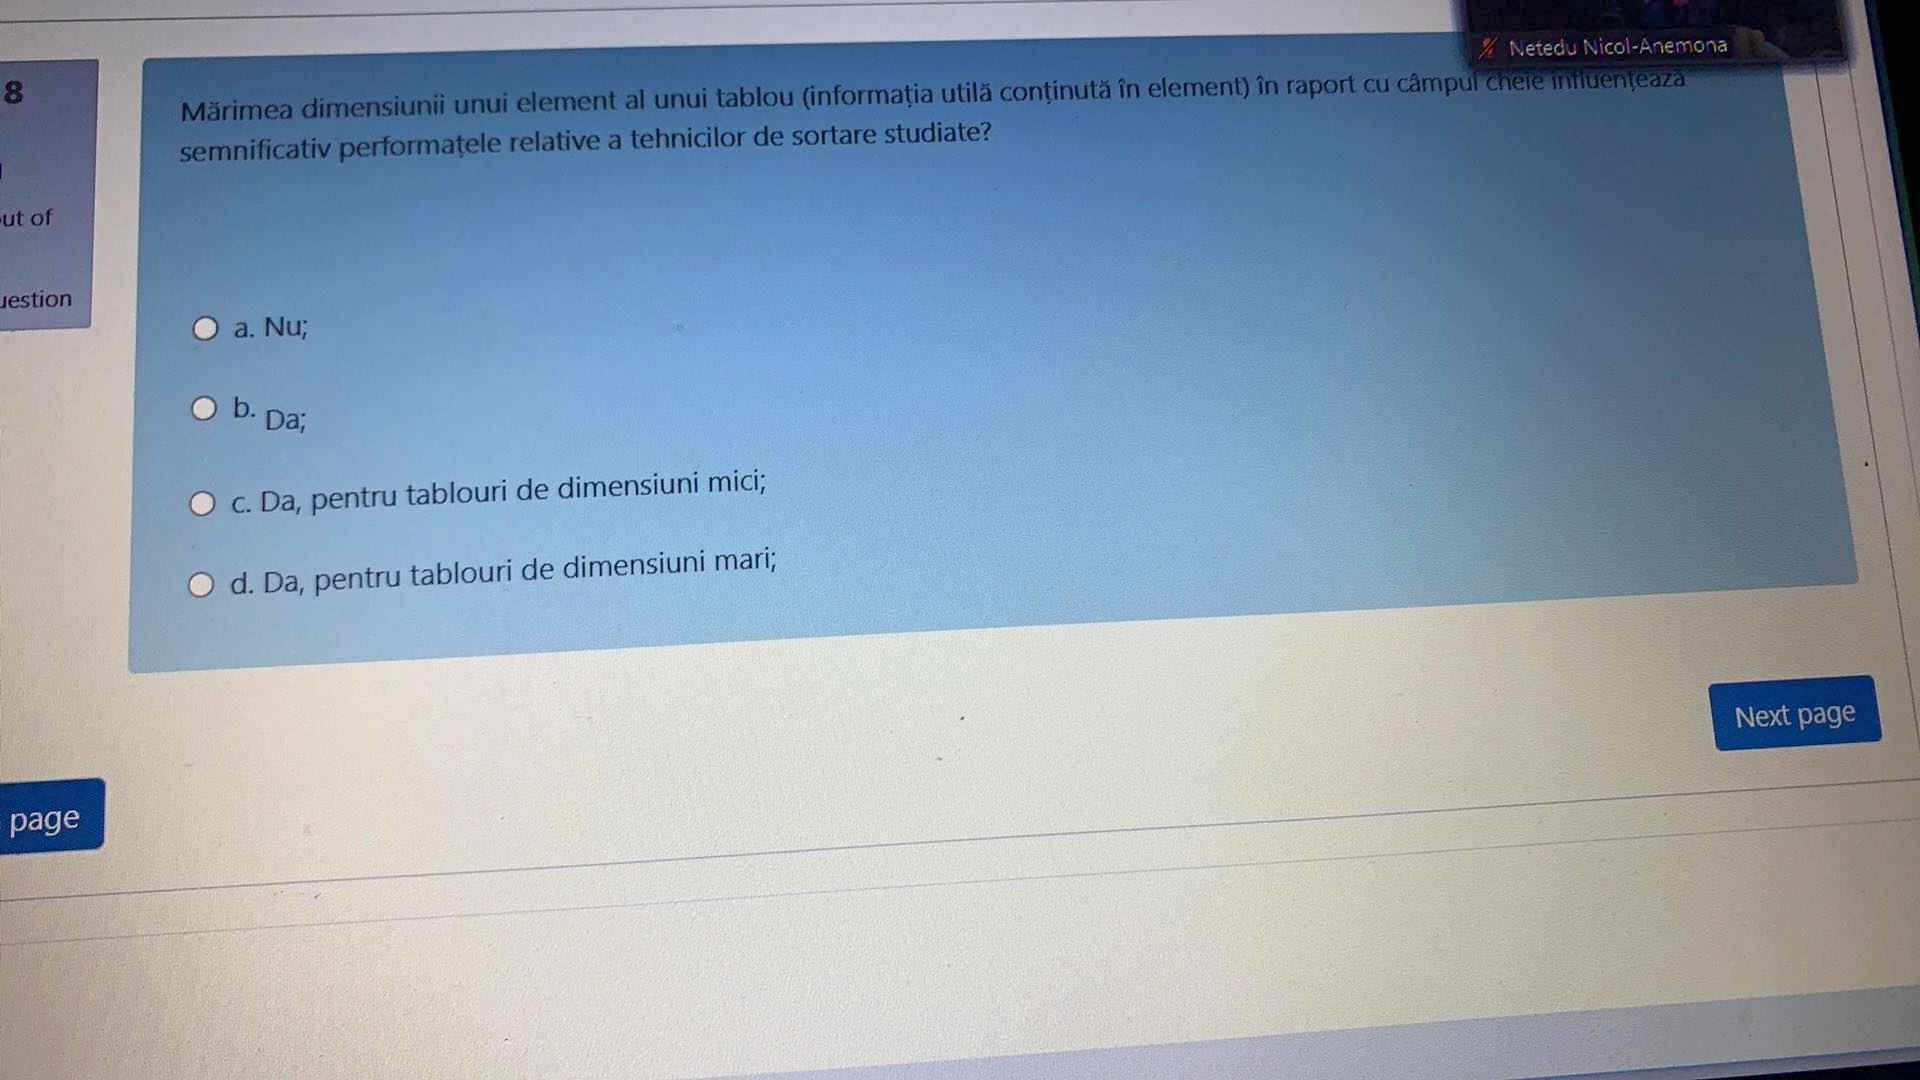 Netedu Nicol-Anemona
8
Mărimea dimensiunii unui element al unui tablou (informația utilă conținută în element) în raport cu câmpul cheie influențează
semnificativ performațele relative a tehnicilor de sortare studiate?
ut of
uestion
a. Nu;
b. Da;
c. Da, pentru tablouri de dimensiuni mici;
d. Da, pentru tablouri de dimensiuni mari;
Next page
page